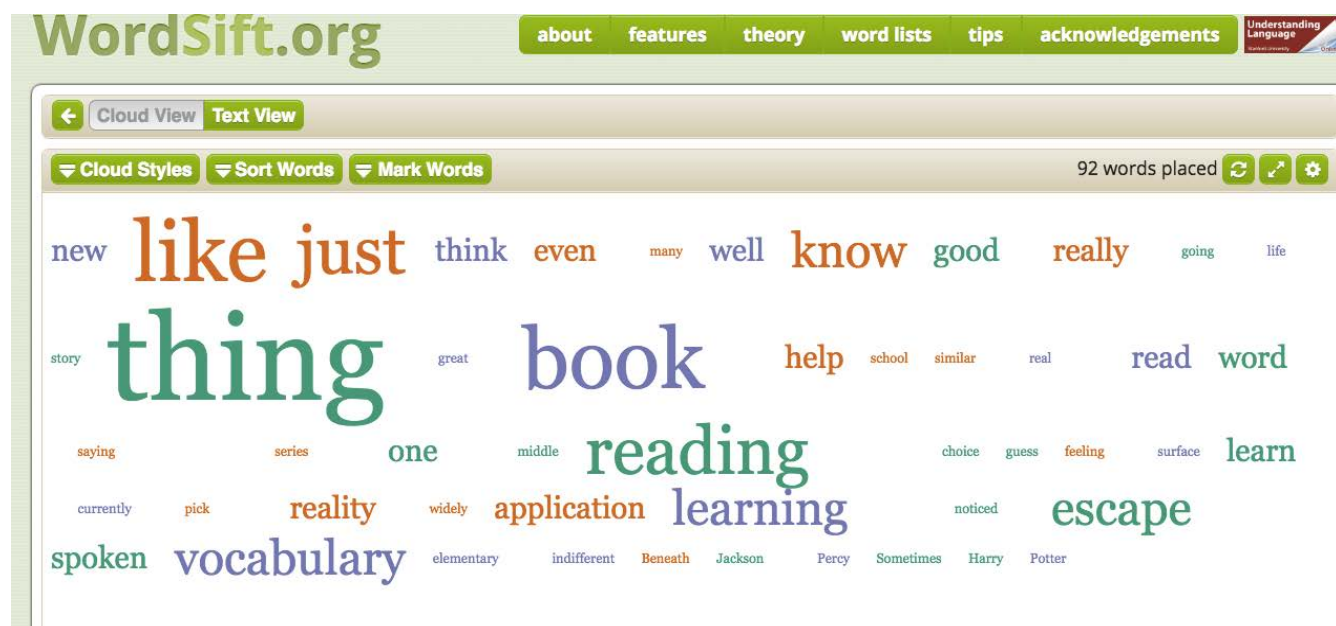 WordSift.org
about features theory word lists tips acknowledgements
Understanding
Language
Cloud View Text View
Cloud Styles Sort Words Mark Words 92 words placed
new like just think even many well know good really going life
story thing great book help school similar real read word
saying series one middle reading choice guess feeling surface learn
currently pick reality widely application learning noticed escape
spoken vocabulary elementary indifferent Beneath Jackson Percy Sometimes Harry Potter